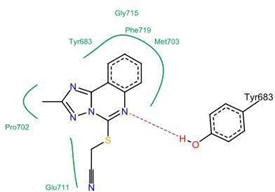 Gly715
Phe719
Tyr683
Met703
N
N
N
N
Tyr683
H
O
Pro702
S
Glu711
N